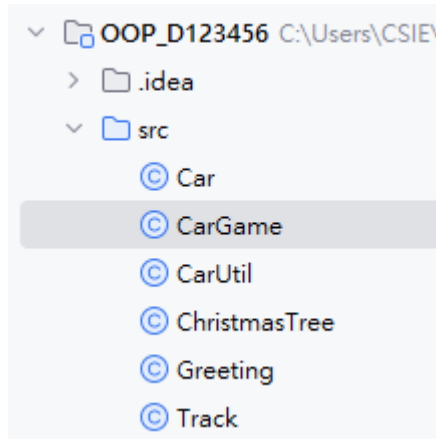 OOP_D123456 C:\Users\CSIE\
.idea
src
Car
CarGame
CarUtil
ChristmasTree
Greeting
Track